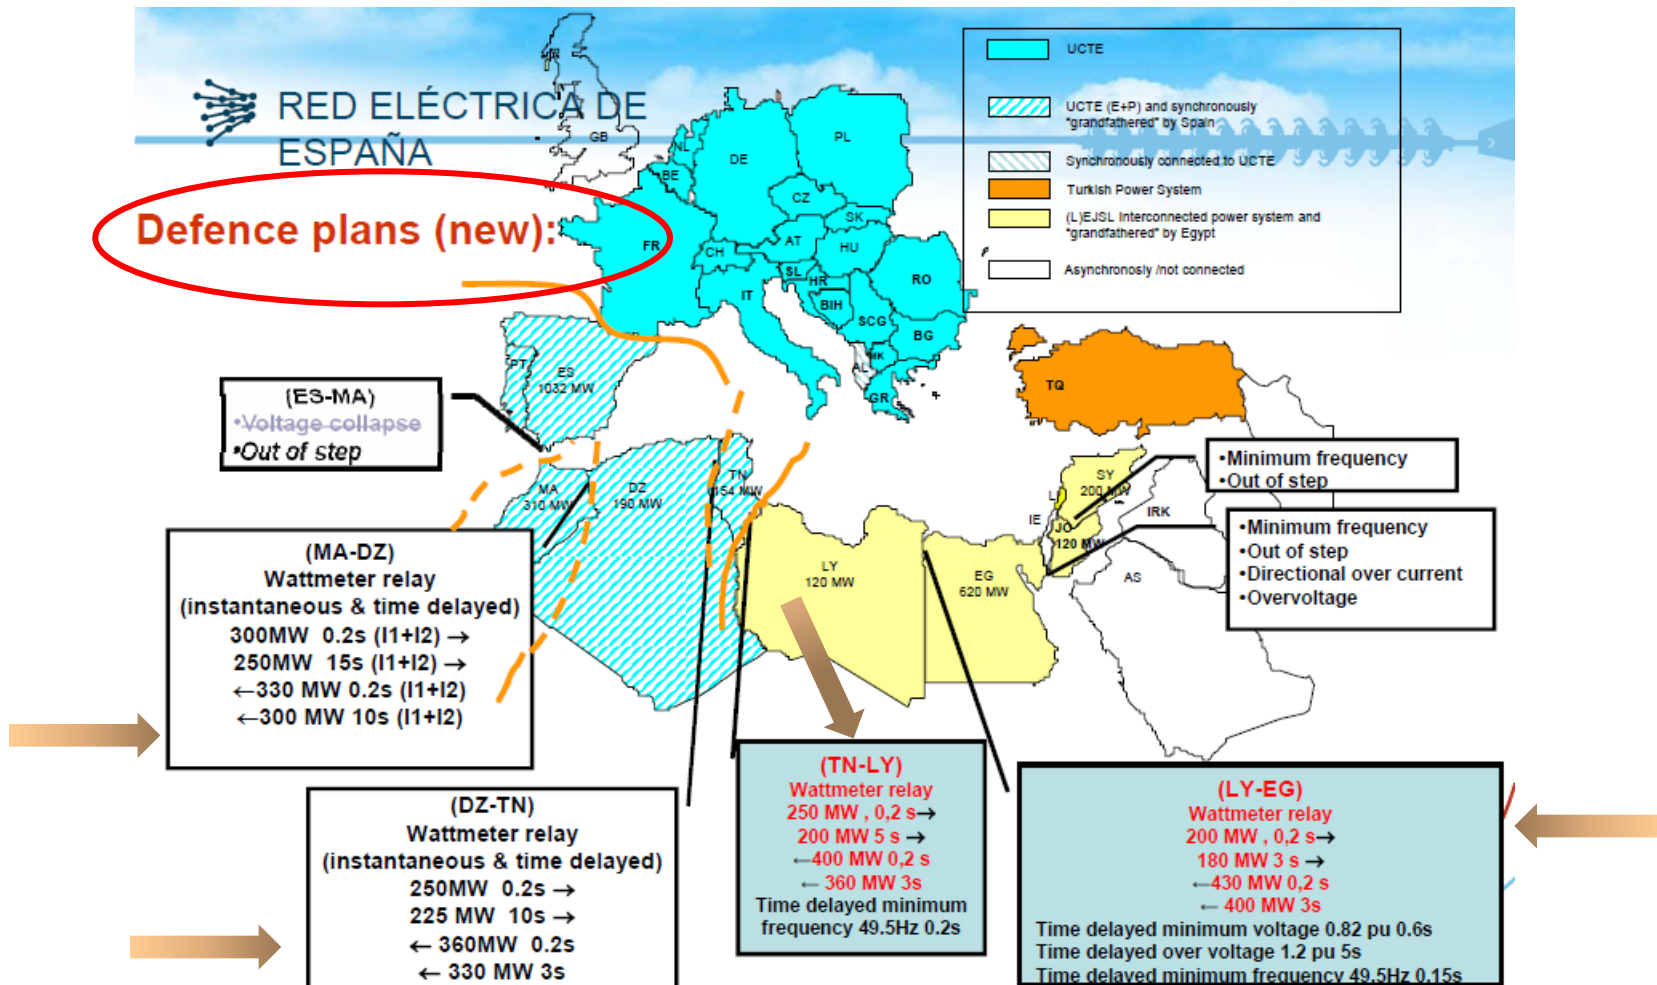 RED ELÉCTRICA DE
ESPAÑA
Defence plans (new):
UCTE
UCTE (E+P) and synchronously
"grandfathered" by Spain
Synchronously connected to UCTE
Turkish Power System
(L)EJSL Interconnected power system and
"grandfathered" by Egypt
Asynchronosly /not connected
GB
NL
BE
DE
PL
CZ
SK
FR
CH
AT
HU
SL
HR
RO
IT
BIH
SCG
BG
MK
AL
GR
TQ
PT
ES
1032 MW
MA
310 MW
DZ
190 MW
TN
154 MW
LY
120 MW
EG
620 MW
SY
200 MW
L
IE
JO
120 MW
IRK
AS
(ES-MA)
•Voltage collapse
•Out of step
•Minimum frequency
•Out of step
•Minimum frequency
•Out of step
•Directional over current
•Overvoltage
(MA-DZ)
Wattmeter relay
(instantaneous & time delayed)
300MW 0.2s (I1+I2) →
250MW 15s (I1+I2) →
←330 MW 0.2s (I1+I2)
←300 MW 10s (I1+I2)
(DZ-TN)
Wattmeter relay
(instantaneous & time delayed)
250MW 0.2s →
225 MW 10s →
← 360MW 0.2s
← 330 MW 3s
(TN-LY)
Wattmeter relay
250 MW , 0,2 s→
200 MW 5 s →
←400 MW 0,2 s
← 360 MW 3s
Time delayed minimum
frequency 49.5Hz 0.2s
(LY-EG)
Wattmeter relay
200 MW , 0,2 s→
180 MW 3 s →
←430 MW 0,2 s
← 400 MW 3s
Time delayed minimum voltage 0.82 pu 0.6s
Time delayed over voltage 1.2 pu 5s
Time delayed minimum frequency 49.5Hz 0.15s